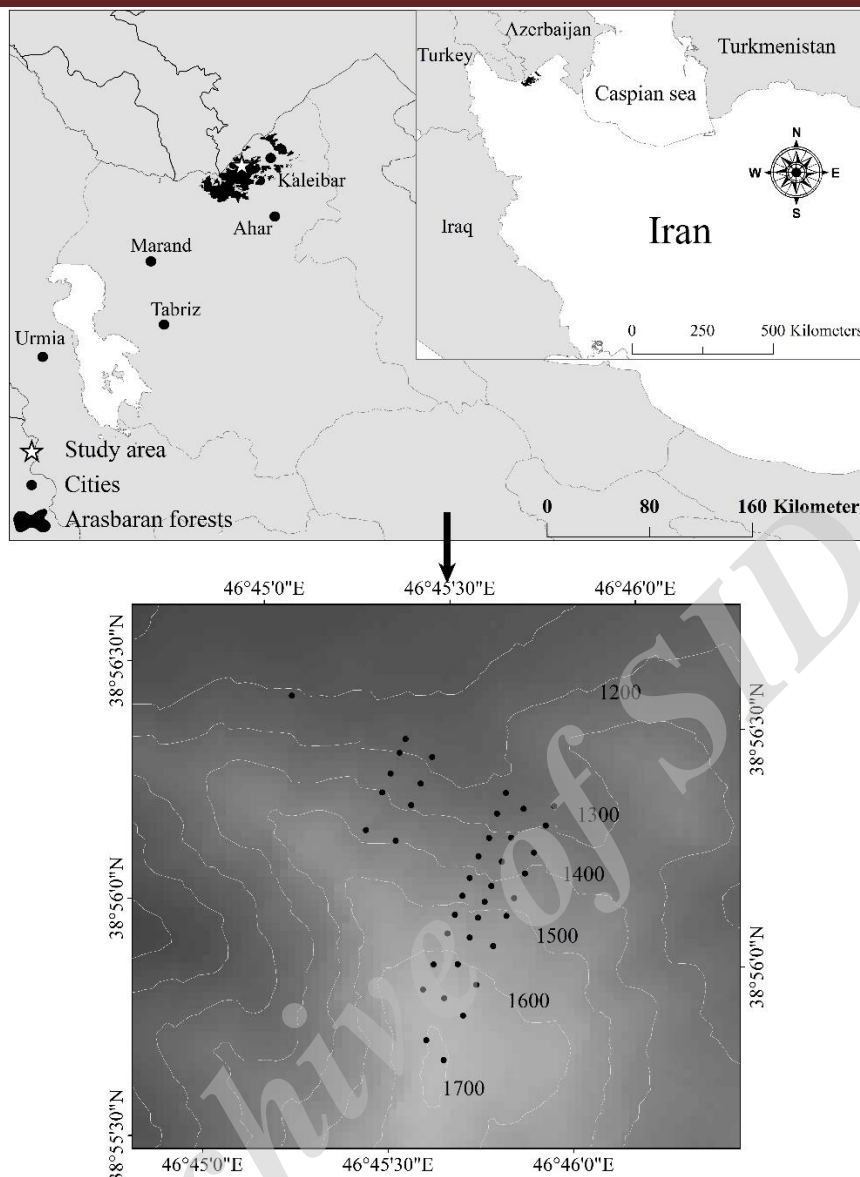 Azerbaijan
Turkey
Turkmenistan
Caspian sea
N
W
E
S
Iraq
Iran
0 250 500 Kilometers
Kaleibar
Ahar
Marand
Tabriz
Urmia
Study area
Cities
Arasbaran forests
0 80 160 Kilometer
46°45'0"E 46°45'30"E 46°46'0"E
38°56'30"N
38°56'30"N
1200
1300
1400
38°56'0"N
1500
38°56'0"N
1600
1700
38°55'30"N
46°45'0"E 46°45'30"E 46°46'0"E
chive of SID